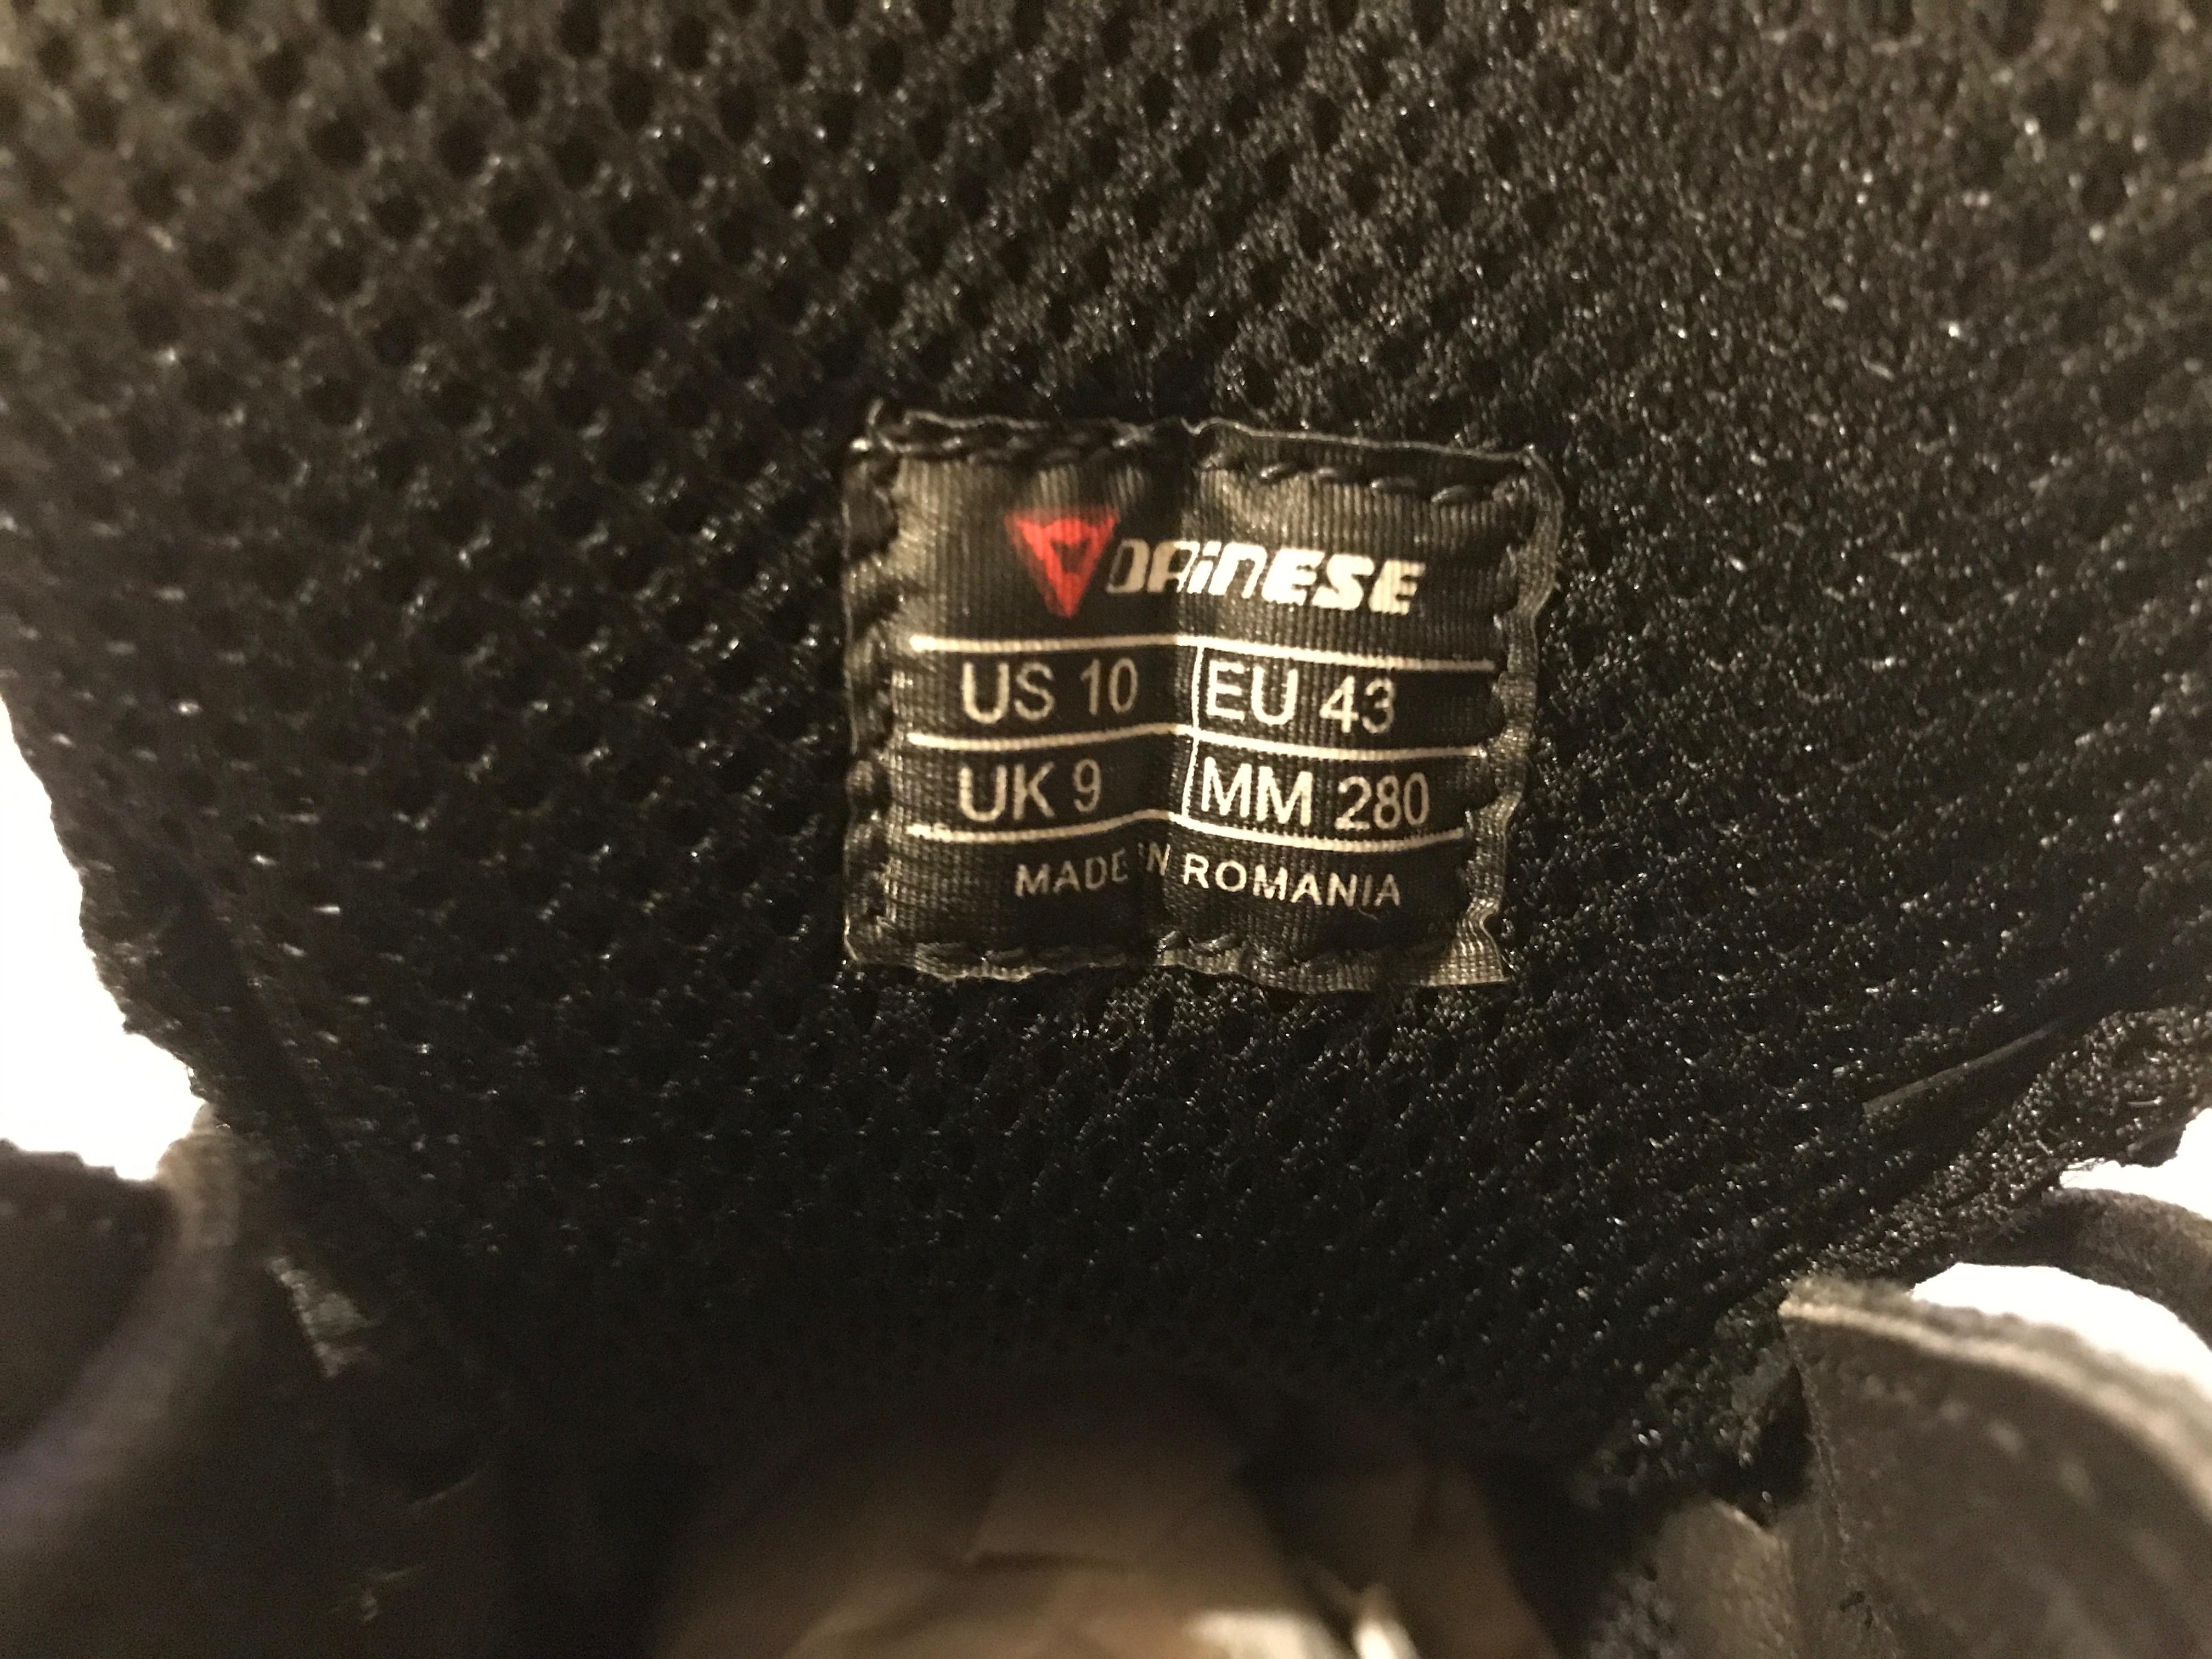 DAiNESE
US 10 EU 43
UK 9 MM 280
MADE IN ROMANIA